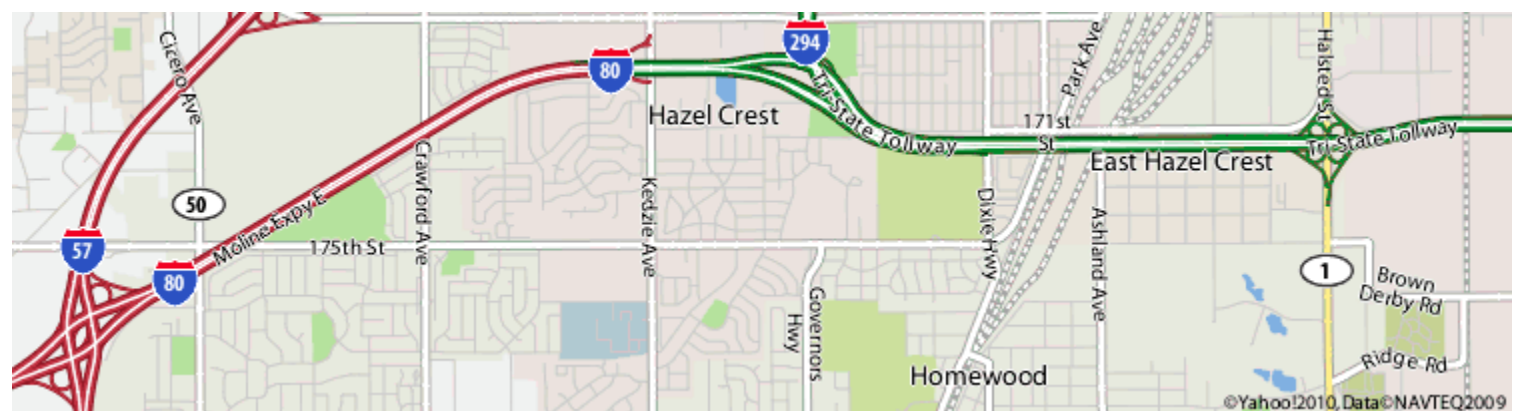 Cicero Ave
80
294
Tri-State Tollway
Park Ave
Halsted St
Hazel Crest
171st
St
Tri-State Tollway
East Hazel Crest
Crawford Ave
Kedzie Ave
Dixie Hwy
Ashland Ave
50
Moline Expy E
57
175th St
80
1
Brown
Derby Rd
Governors
Hwy
Ridge Rd
Homewood
©Yahoo!2010, Data©NAVTEQ2009